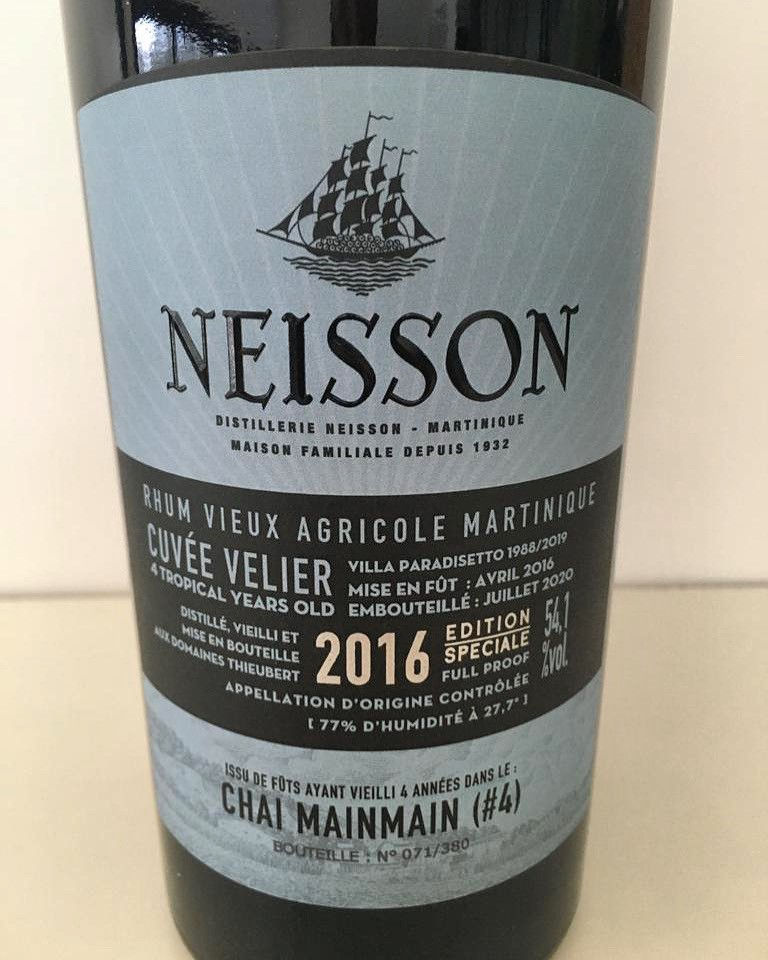 NEISSON
DISTILLERIE NEISSON - MARTINIQUE
MAISON FAMILIALE DEPUIS 1932
RHUM VIEUX AGRICOLE MARTINIQUE
CUVÉE VELIER
4 TROPICAL YEARS OLD
VILLA PARADISETTO 1988/2019
MISE EN FÛT : AVRIL 2016
EMBOUTEILLÉ : JUILLET 2020
DISTILLÉ, VIEILLI ET
MISE EN BOUTEILLE
AUX DOMAINES THIEUBERT
2016
EDITION
SPECIALE
FULL PROOF
54,1
%vol.
APPELLATION D'ORIGINE CONTRÔLÉE
[ 77% D'HUMIDITÉ À 27,7° ]
ISSU DE FÛTS AYANT VIEILLI 4 ANNÉES DANS LE :
CHAI MAINMAIN (#4)
BOUTEILLE : N° 071/380